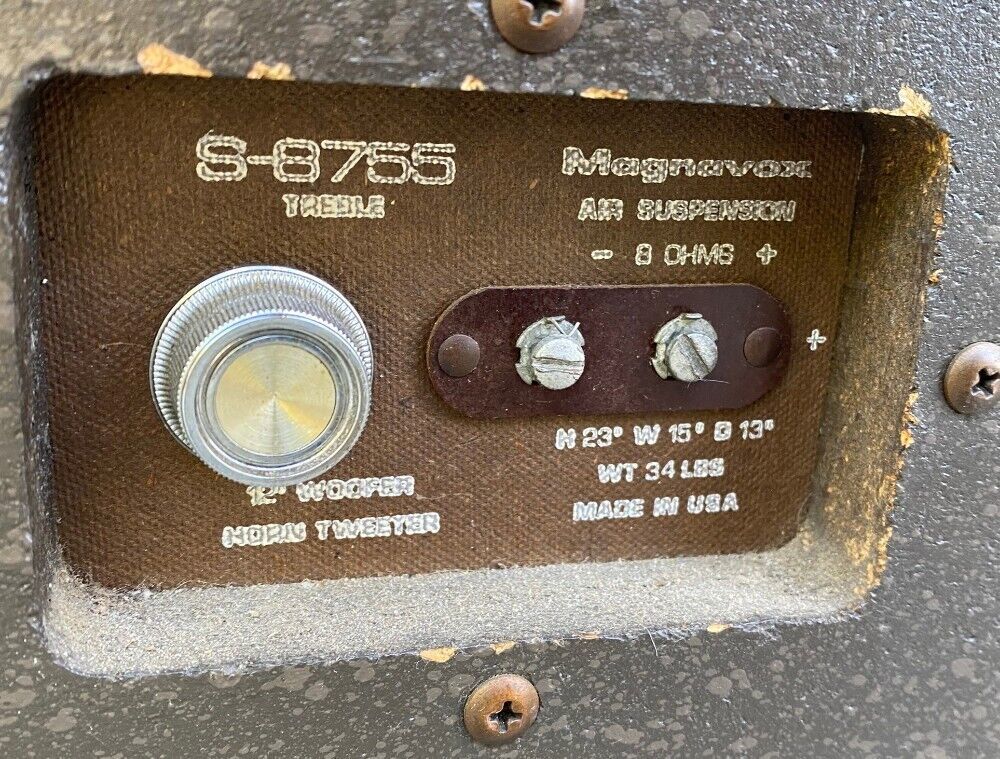 S-8755
TREBLE
12" WOOFER
HORN TWEETER
Magnavox
AIR SUSPENSION
- 8 OHMS +
+
H 23" W 15" D 13"
WT 34 LBS
MADE IN USA